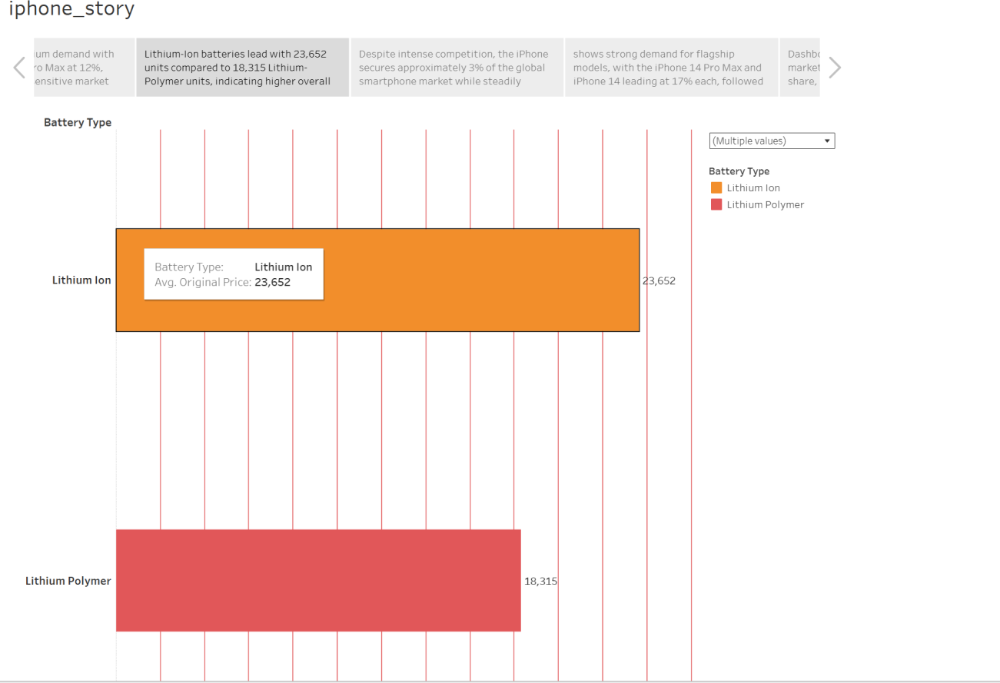 iphone_story
ium demand with
ro Max at 12%,
ensitive market
Lithium-Ion batteries lead with 23,652
units compared to 18,315 Lithium-
Polymer units, indicating higher overall
Despite intense competition, the iPhone
secures approximately 3% of the global
smartphone market while steadily
shows strong demand for flagship
models, with the iPhone 14 Pro Max and
iPhone 14 leading at 17% each, followed
Dashbo
market
share,
Battery Type
(Multiple values)
Battery Type
Lithium Ion
Lithium Polymer
Lithium Ion
Battery Type: Lithium Ion
Avg. Original Price: 23,652
23,652
Lithium Polymer
18,315